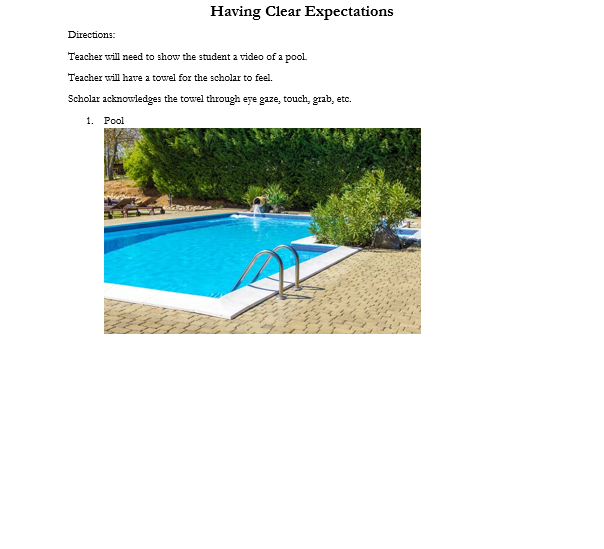 Having Clear Expectations
Directions:
Teacher will need to show the student a video of a pool.
Teacher will have a towel for the scholar to feel.
Scholar acknowledges the towel through eye gaze, touch, grab, etc.
1. Pool